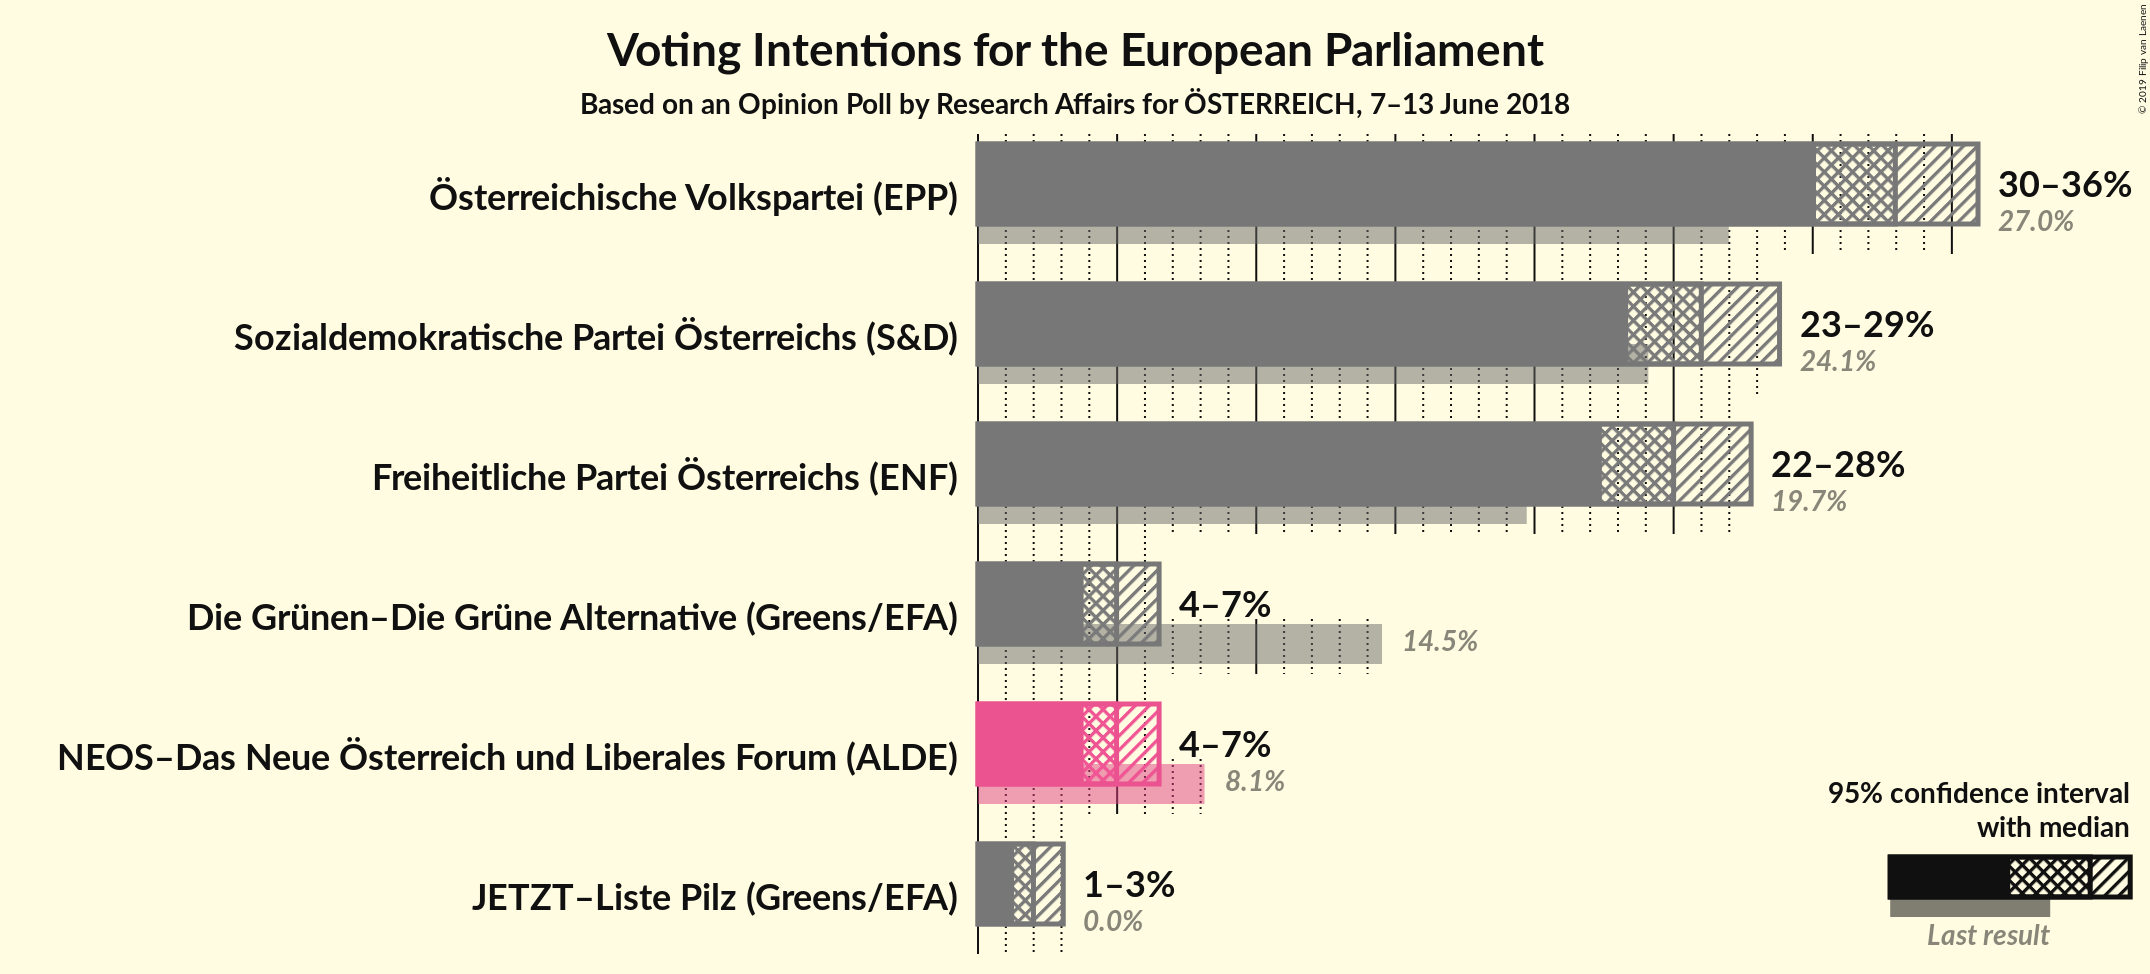 Voting Intentions for the European Parliament
Based on an Opinion Poll by Research Affairs for ÖSTERREICH, 7–13 June 2018
© 2019 Filip van Laenen
Österreichische Volkspartei (EPP)
30–36%
27.0%
Sozialdemokratische Partei Österreichs (S&D)
23–29%
24.1%
Freiheitliche Partei Österreichs (ENF)
22–28%
19.7%
Die Grünen–Die Grüne Alternative (Greens/EFA)
4–7%
14.5%
NEOS–Das Neue Österreich und Liberales Forum (ALDE)
4–7%
8.1%
JETZT–Liste Pilz (Greens/EFA)
1–3%
0.0%
95% confidence interval
with median
Last result